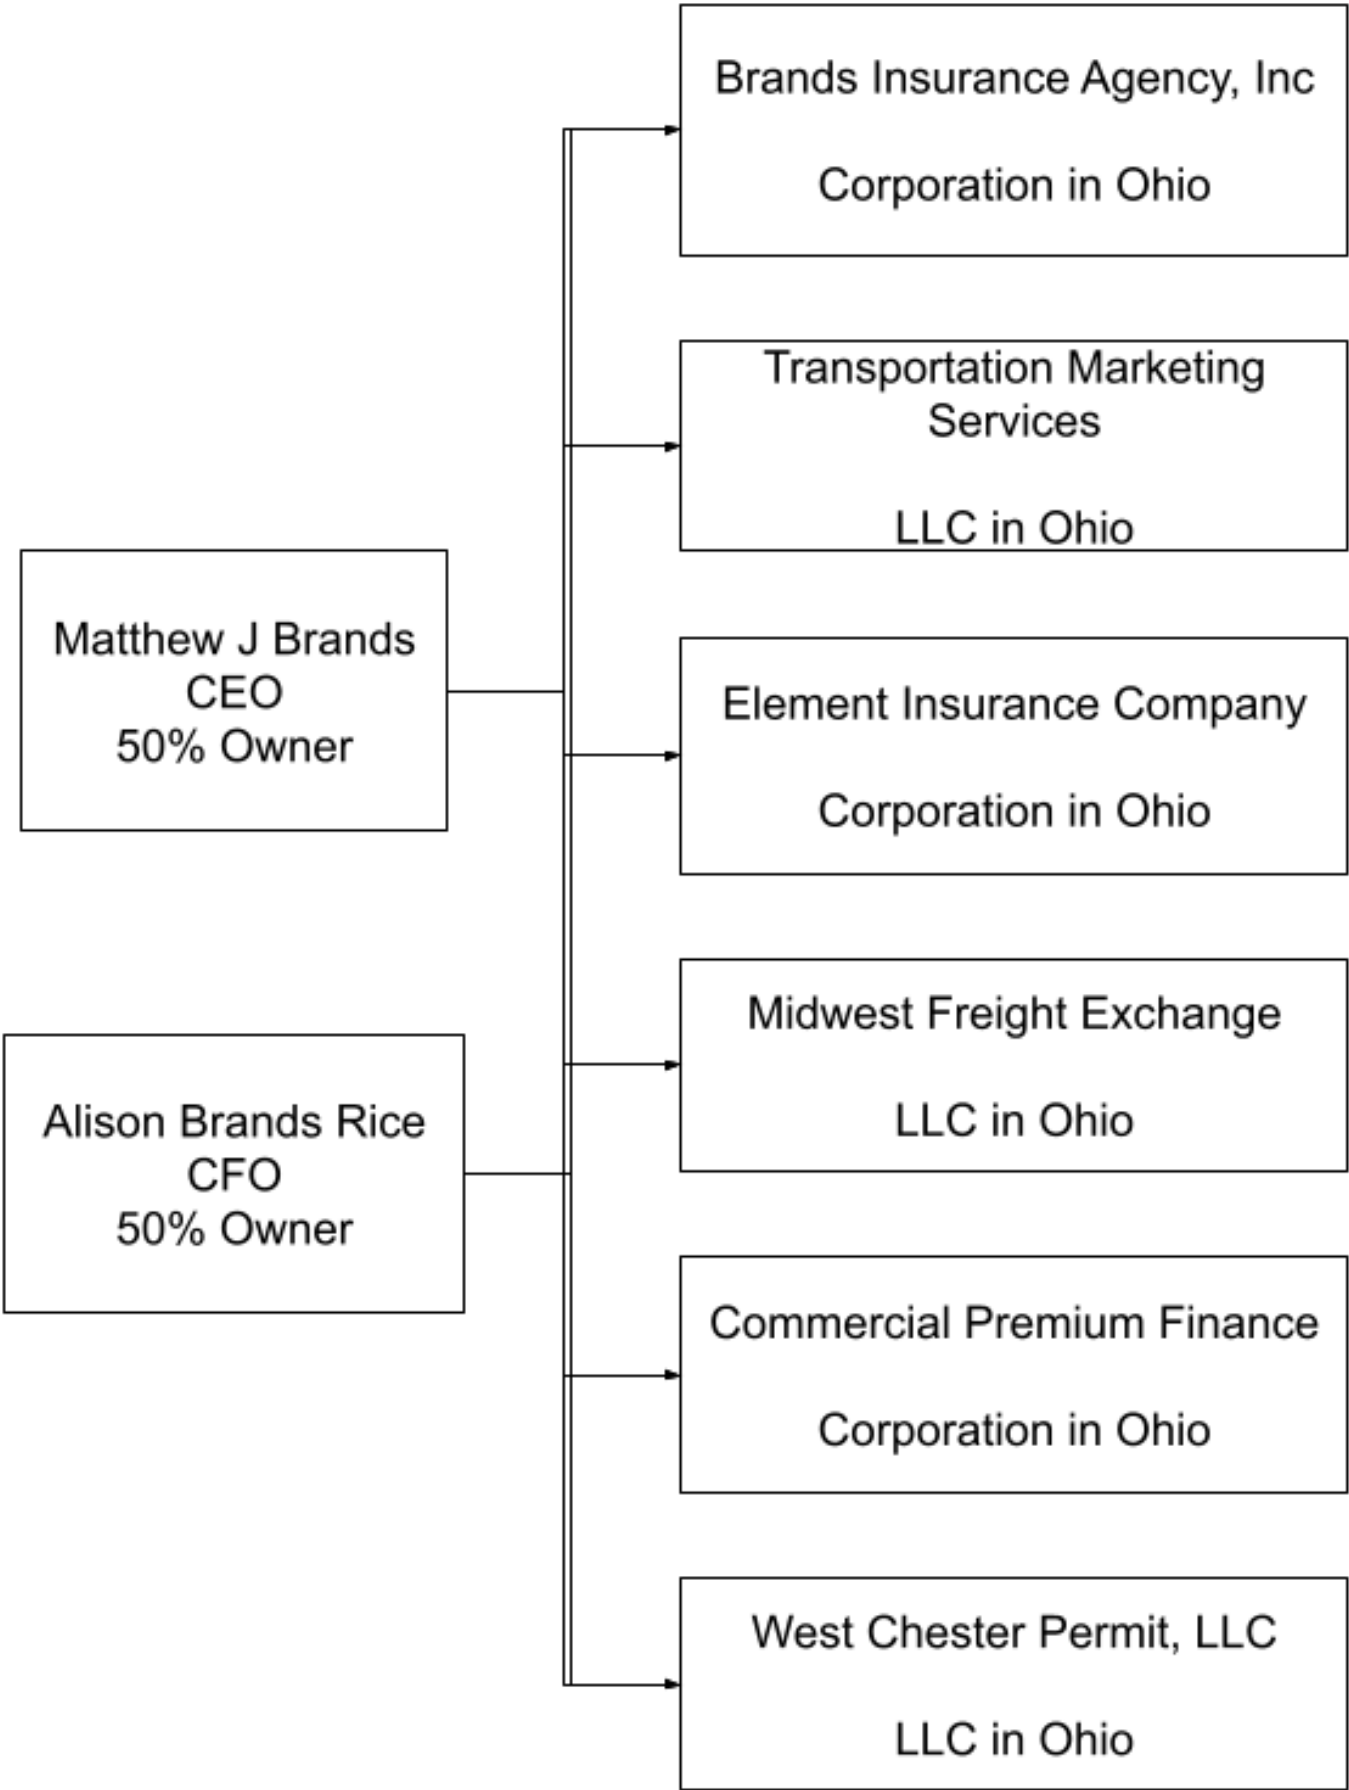 Brands Insurance Agency, Inc
Corporation in Ohio
Transportation Marketing
Services
LLC in Ohio
Matthew J Brands
CEO
50% Owner
Element Insurance Company
Corporation in Ohio
Midwest Freight Exchange
LLC in Ohio
Alison Brands Rice
CFO
50% Owner
Commercial Premium Finance
Corporation in Ohio
West Chester Permit, LLC
LLC in Ohio